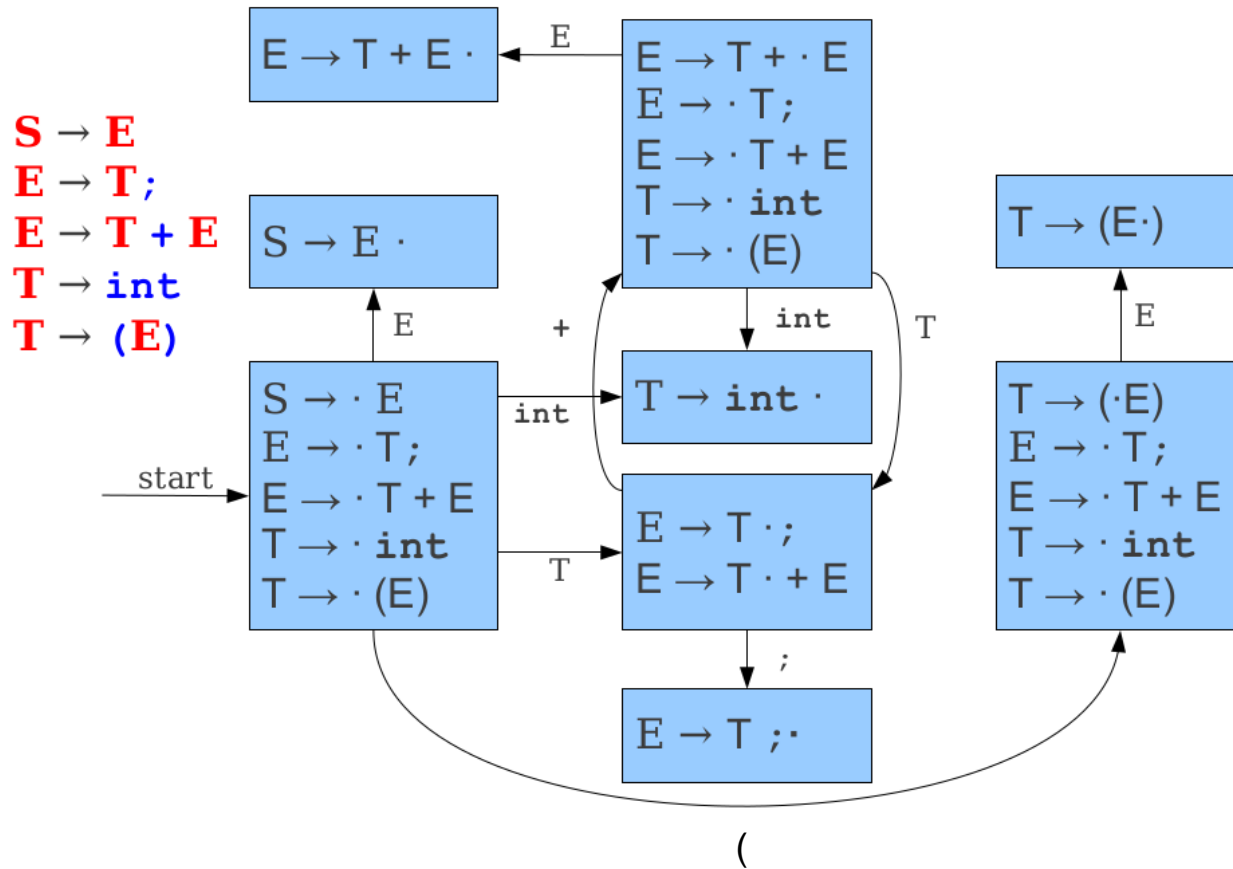 S → E
E → T;
E → T + E
T → int
T → (E)
E → T + E ·
E
E → T + · E
E → · T;
E → · T + E
T → · int
T → · (E)
S → E ·
E
+
int
T
T → (E·)
E
start
S → · E
E → · T;
E → · T + E
T → · int
T → · (E)
int
T
T → int ·
E → T ·;
E → T · + E
;
E → T ;·
T → (·E)
E → · T;
E → · T + E
T → · int
T → · (E)
(